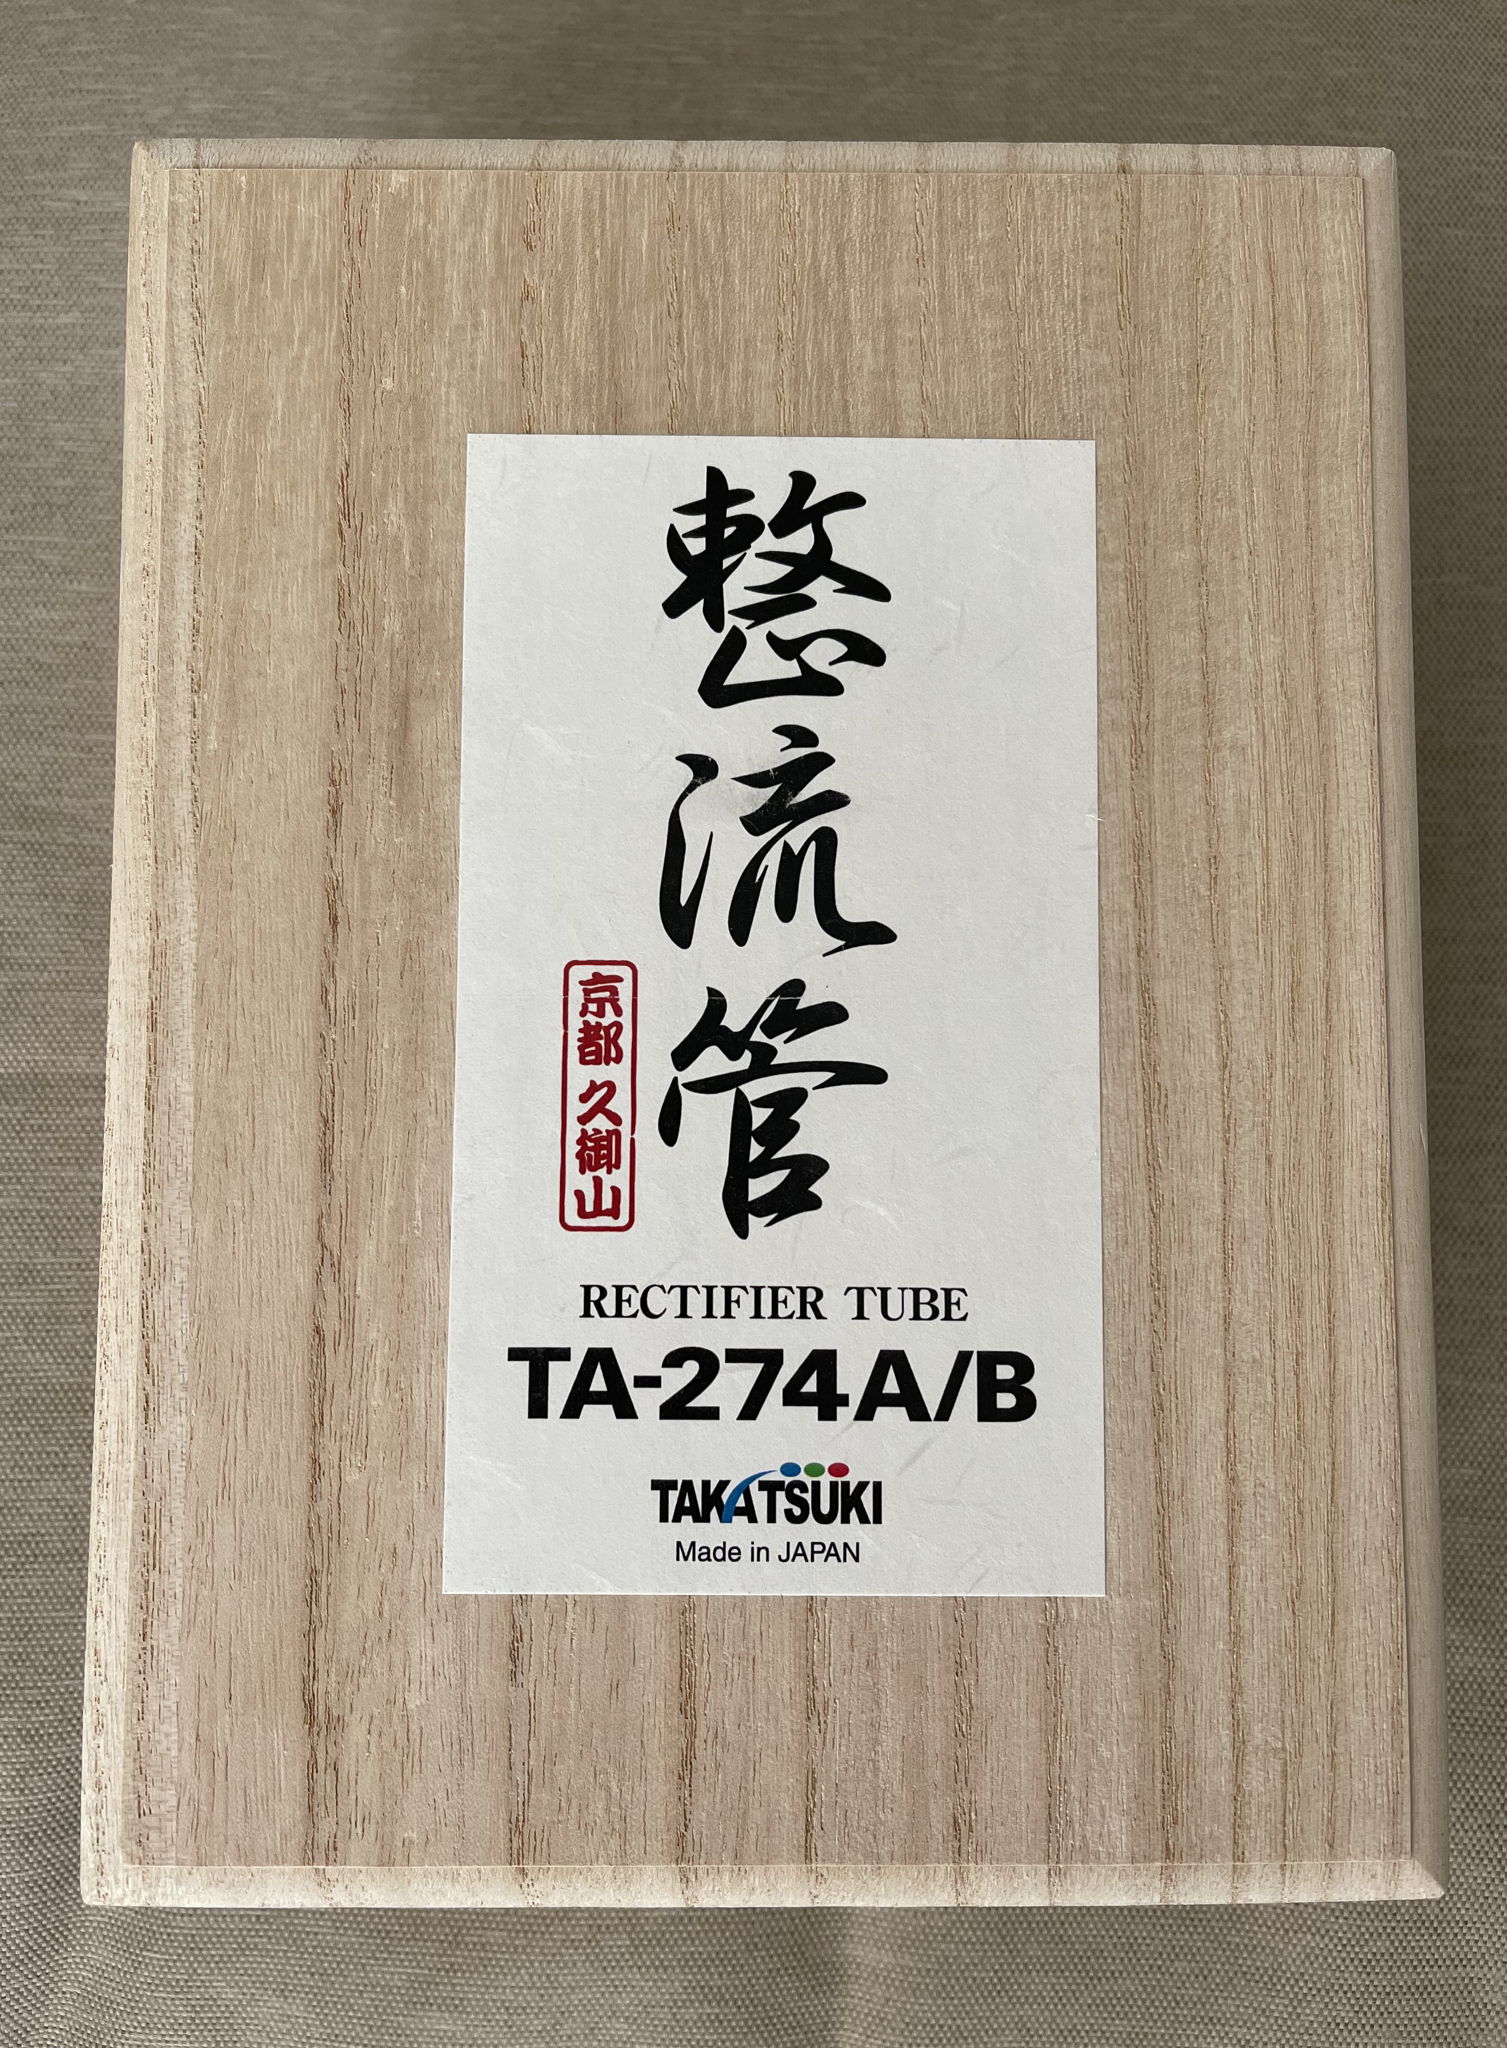 整流管
京都 久御山
RECTIFIER TUBE
TA-274A/B
TAKATSUKI
Made in JAPAN